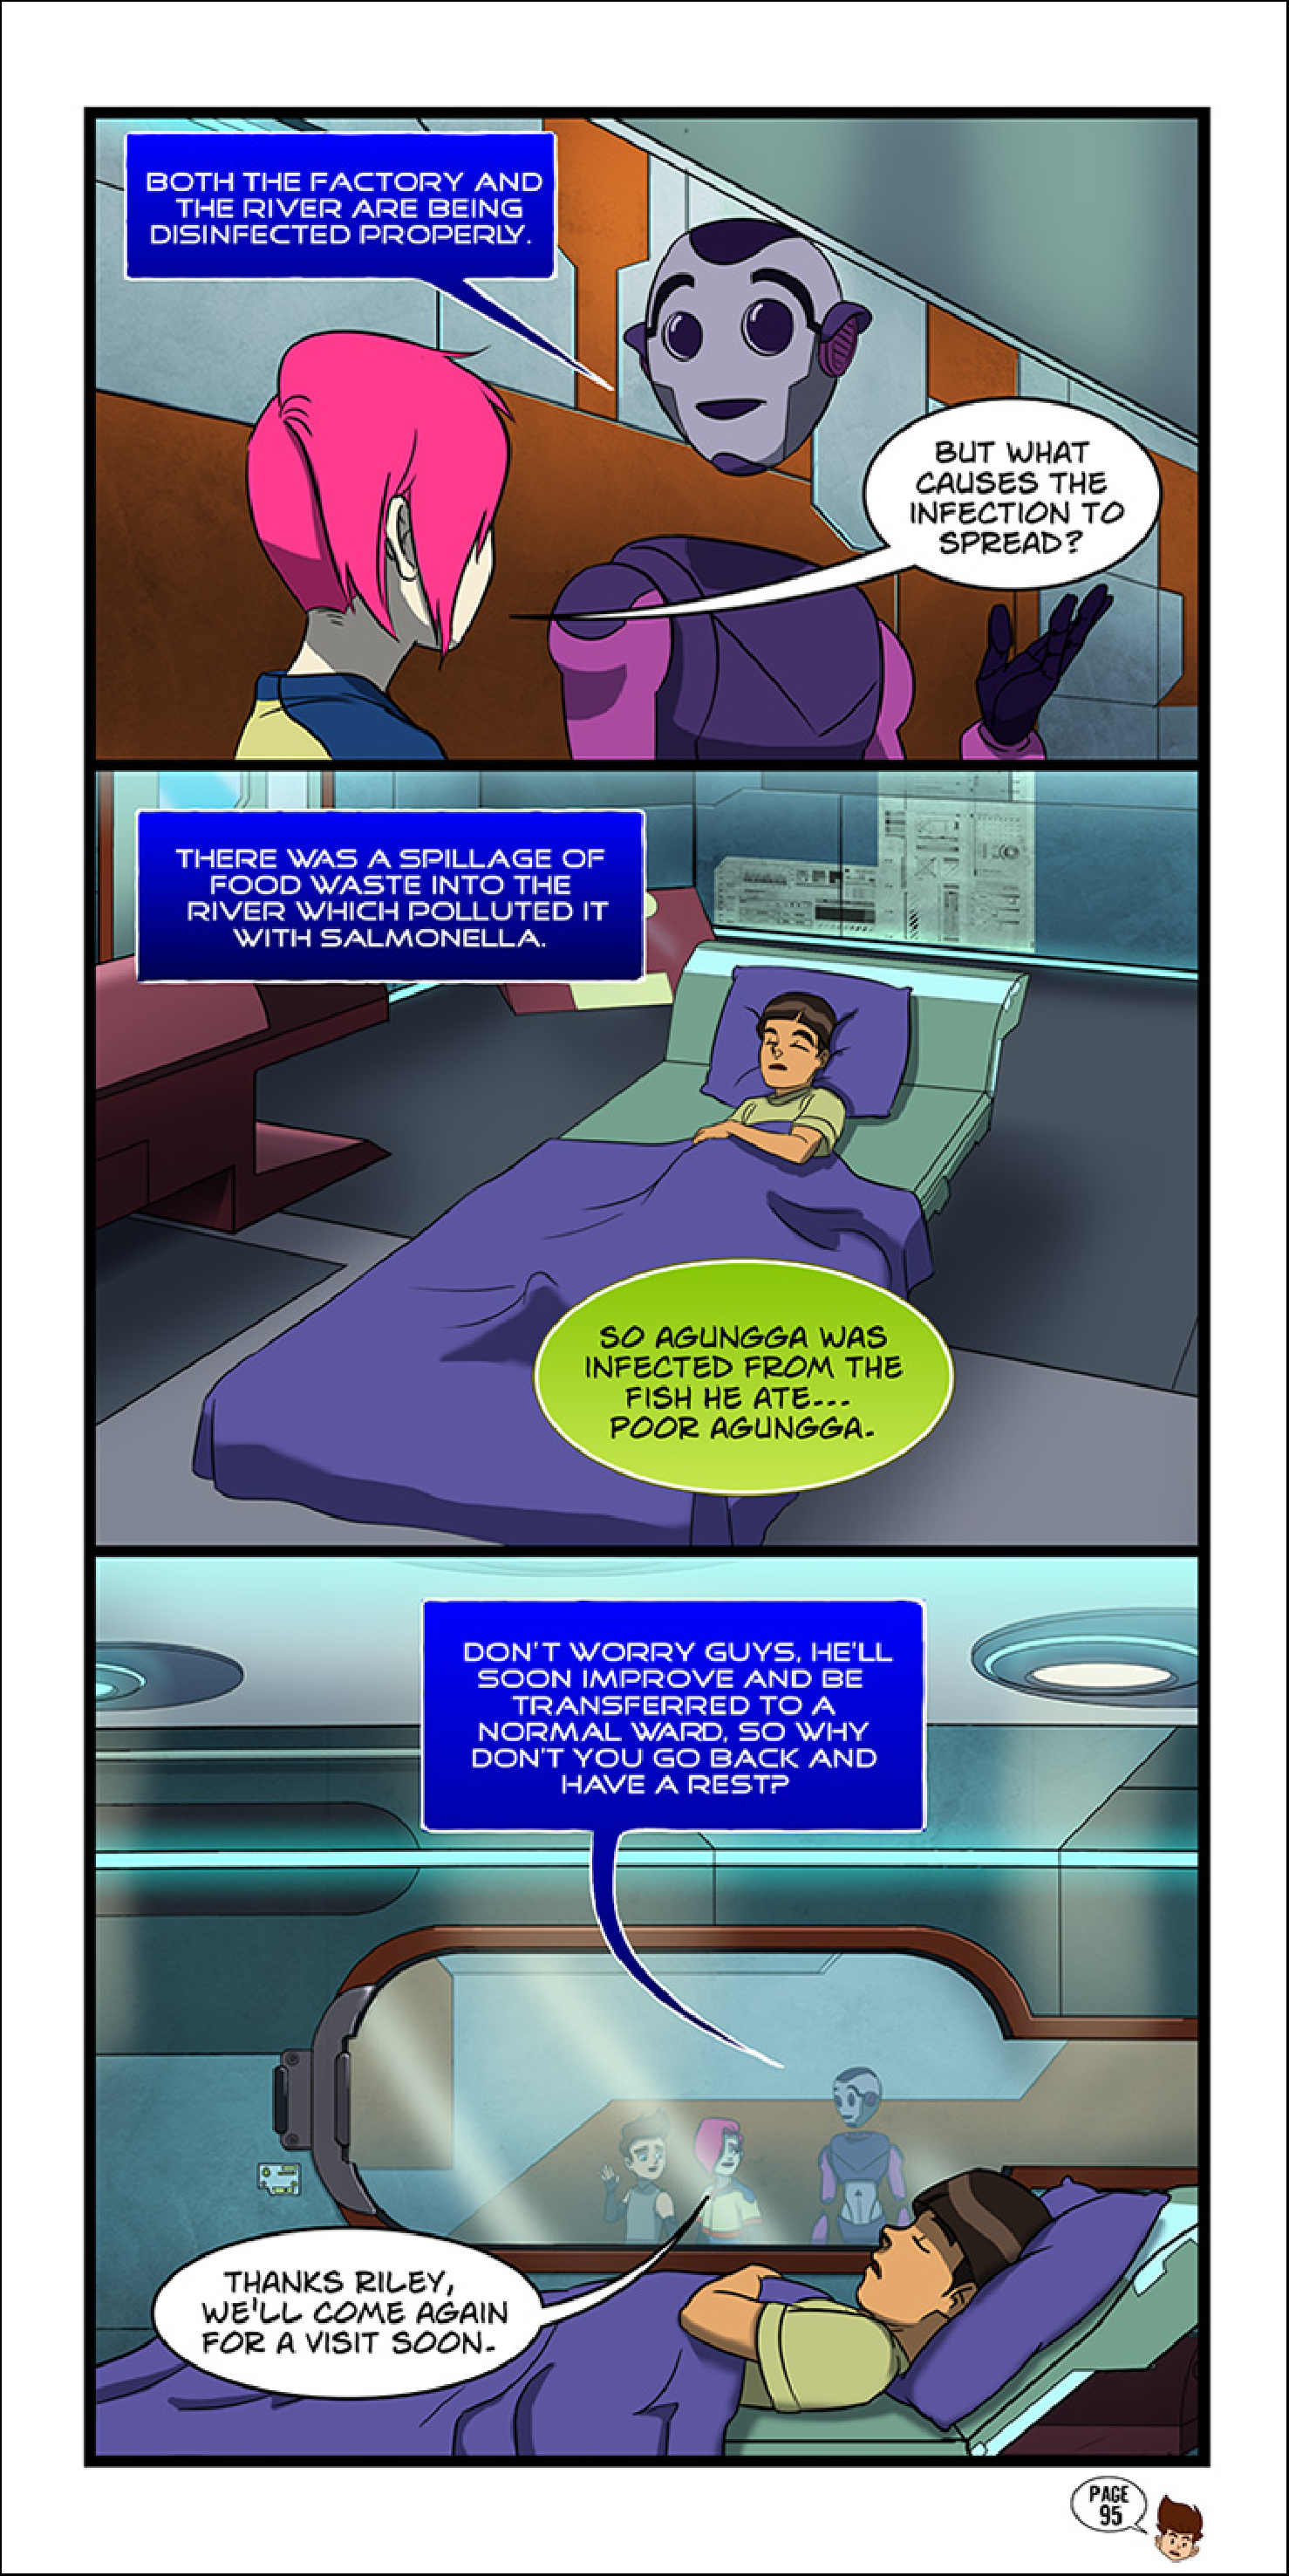 BOTH THE FACTORY AND
THE RIVER ARE BEING
DISINFECTED PROPERLY.
BUT WHAT
CAUSES THE
INFECTION TO
SPREAD?
THERE WAS A SPILLAGE OF
FOOD WASTE INTO THE
RIVER WHICH POLLUTED IT
WITH SALMONELLA.
SO AGUNGGA WAS
INFECTED FROM THE
FISH HE ATE---
POOR AGUNGGA.
DON'T WORRY GUYS, HE'LL
SOON IMPROVE AND BE
TRANSFERRED TO A
NORMAL WARD, SO WHY
DON'T YOU GO BACK AND
HAVE A REST?
THANKS RILEY,
WE'LL COME AGAIN
FOR A VISIT SOON.
PAGE
95